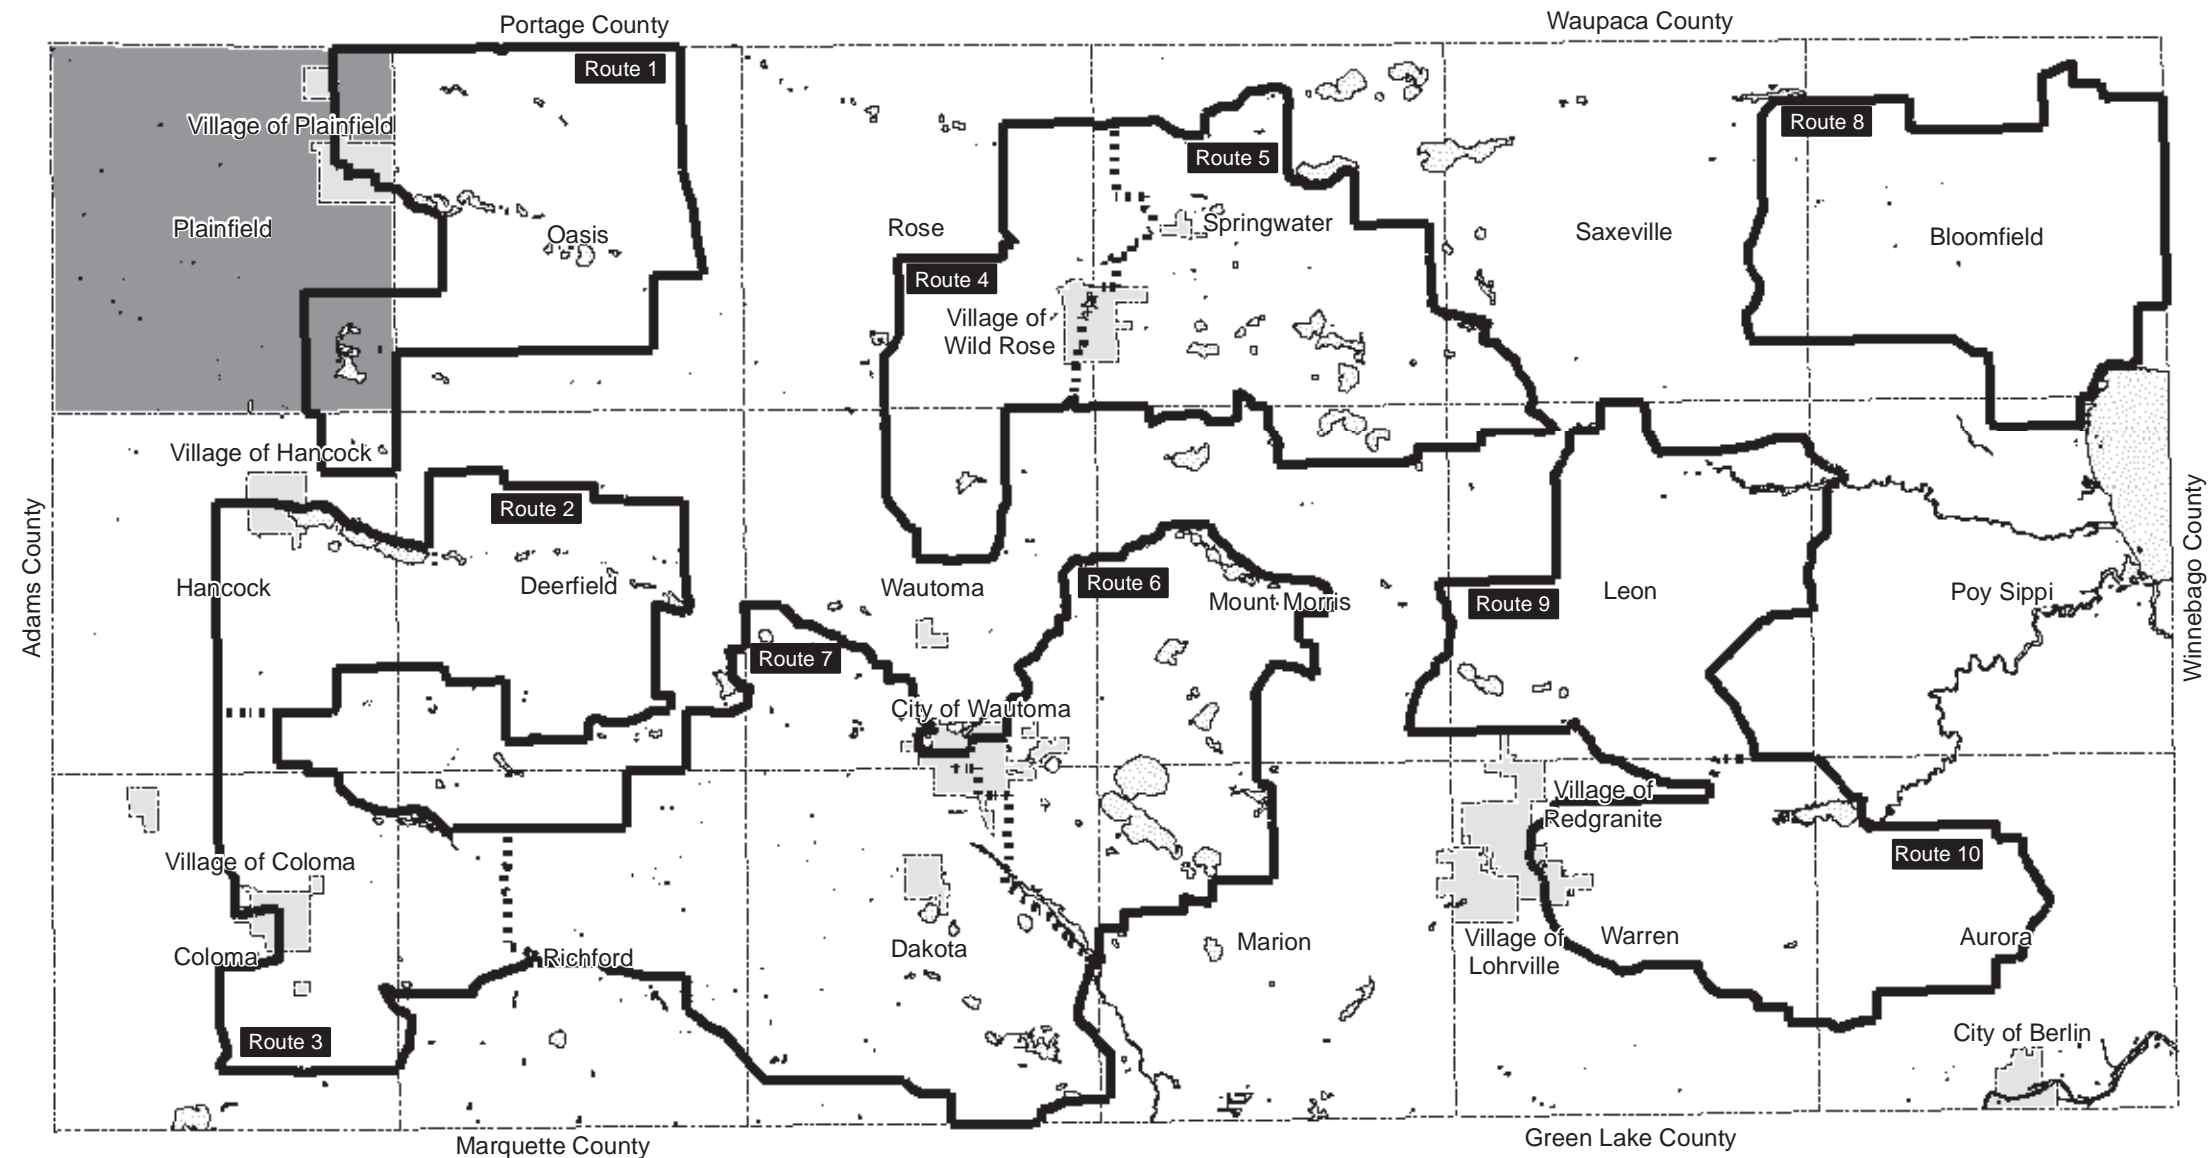 Portage County
Waupaca County
Route 1
Route 8
Village of Plainfield
Route 5
Plainfield
Oasis
Rose
Springwater
Saxeville
Bloomfield
Route 4
Village of
Wild Rose
Village of Hancock
Route 2
Adams County
Winnebago County
Hancock
Deerfield
Wautoma
Route 6
Mount Morris
Route 9
Leon
Poy Sippi
Route 7
City of Wautoma
Village of
Redgranite
Route 10
Village of Coloma
Coloma
Richford
Dakota
Marion
Village of
Lohrville
Warren
Aurora
Route 3
City of Berlin
Marquette County
Green Lake County